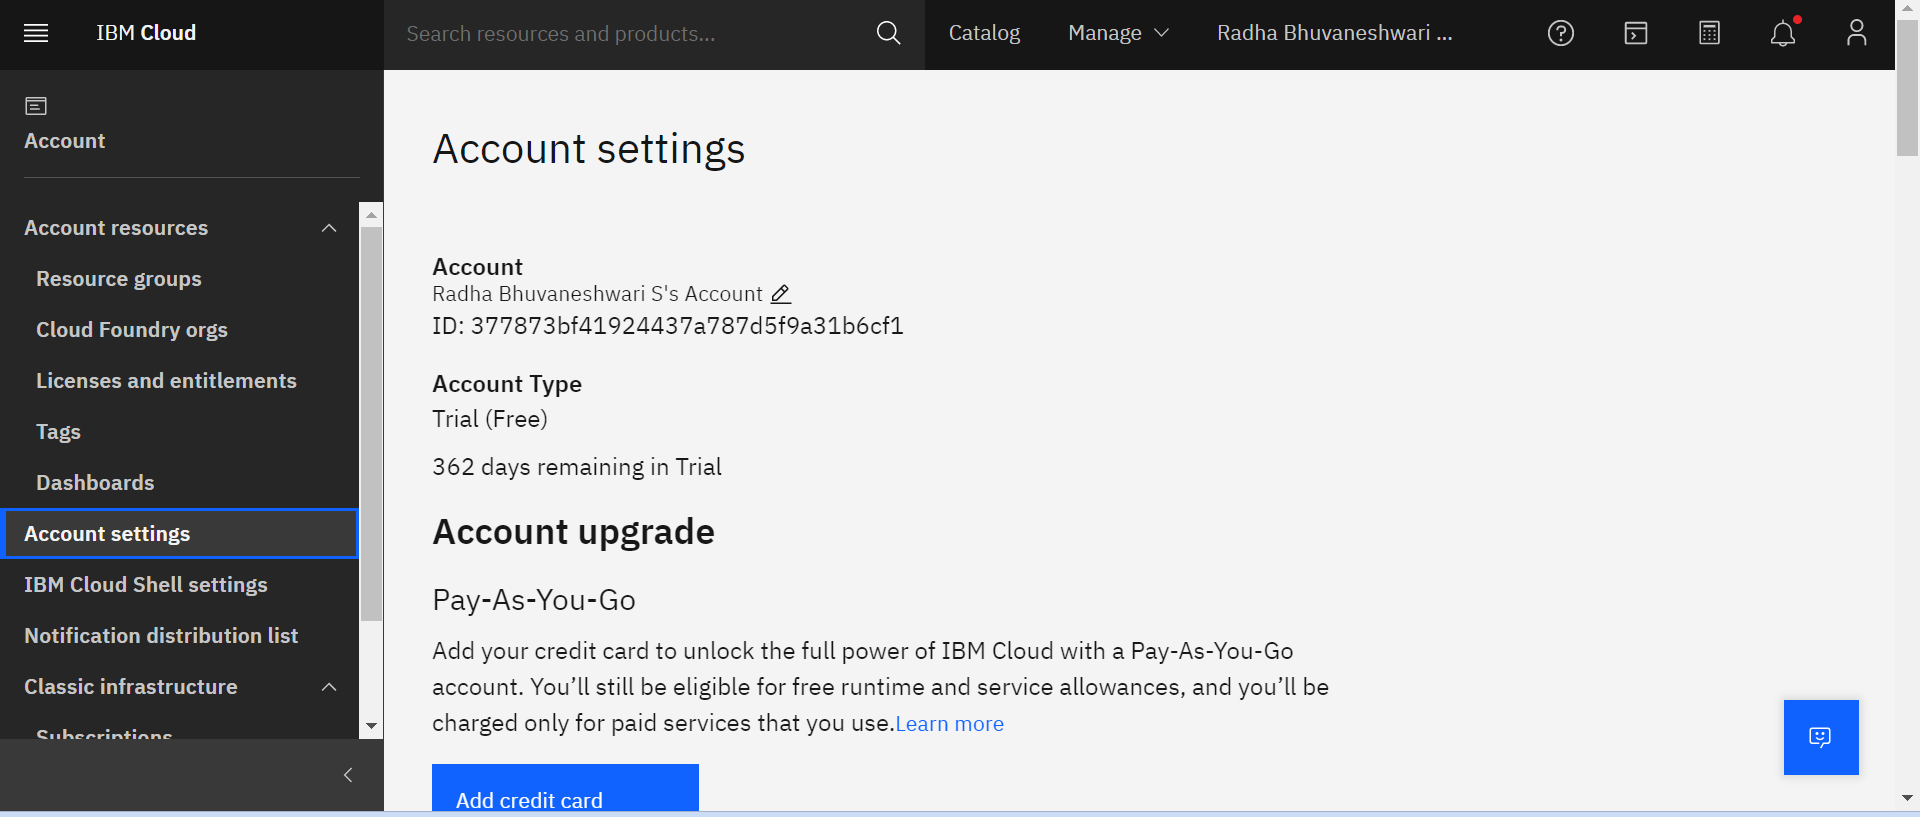 IBM Cloud
Search resources and products...
Catalog
Manage
Radha Bhuvaneshwari ...
Account
Account resources
Resource groups
Cloud Foundry orgs
Licenses and entitlements
Tags
Dashboards
Account settings
IBM Cloud Shell settings
Notification distribution list
Classic infrastructure
Subscriptions
Account settings
Account
Radha Bhuvaneshwari S's Account
ID: 377873bf41924437a787d5f9a31b6cf1
Account Type
Trial (Free)
362 days remaining in Trial
Account upgrade
Pay-As-You-Go
Add your credit card to unlock the full power of IBM Cloud with a Pay-As-You-Go
account. You’ll still be eligible for free runtime and service allowances, and you’ll be
charged only for paid services that you use.Learn more
Add credit card